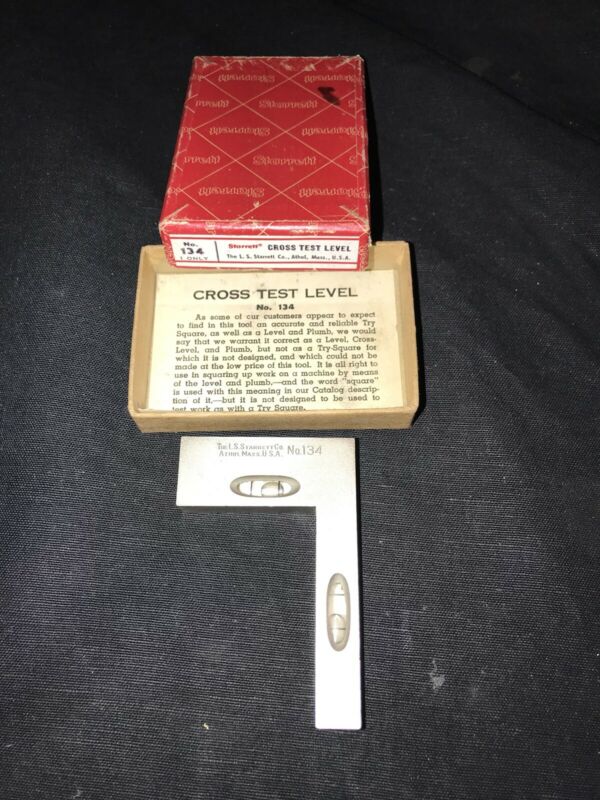 Starrett
Starrett
Starrett
Starrett
Starrett
No.
134
1 ONLY
Starrett® CROSS TEST LEVEL
The L. S. Starrett Co., Athol, Mass., U.S.A.
CROSS TEST LEVEL
No. 134
As some of our customers appear to expect
to find in this tool an accurate and reliable Try
Square, as well as a Level and Plumb, we would
say that we warrant it correct as a Level, Cross-
Level, and Plumb, but not as a Try-Square for
which it is not designed, and which could not be
made at the low price of this tool. It is all right to
use in squaring up work on a machine by means
of the level and plumb,—and the word "square"
is used with this meaning in our Catalog descrip-
tion of it,—but it is not designed to be used to
test work as with a Try Square.
THE L.S. STARRETT CO.
ATHOL, MASS. U.S.A.
No.134